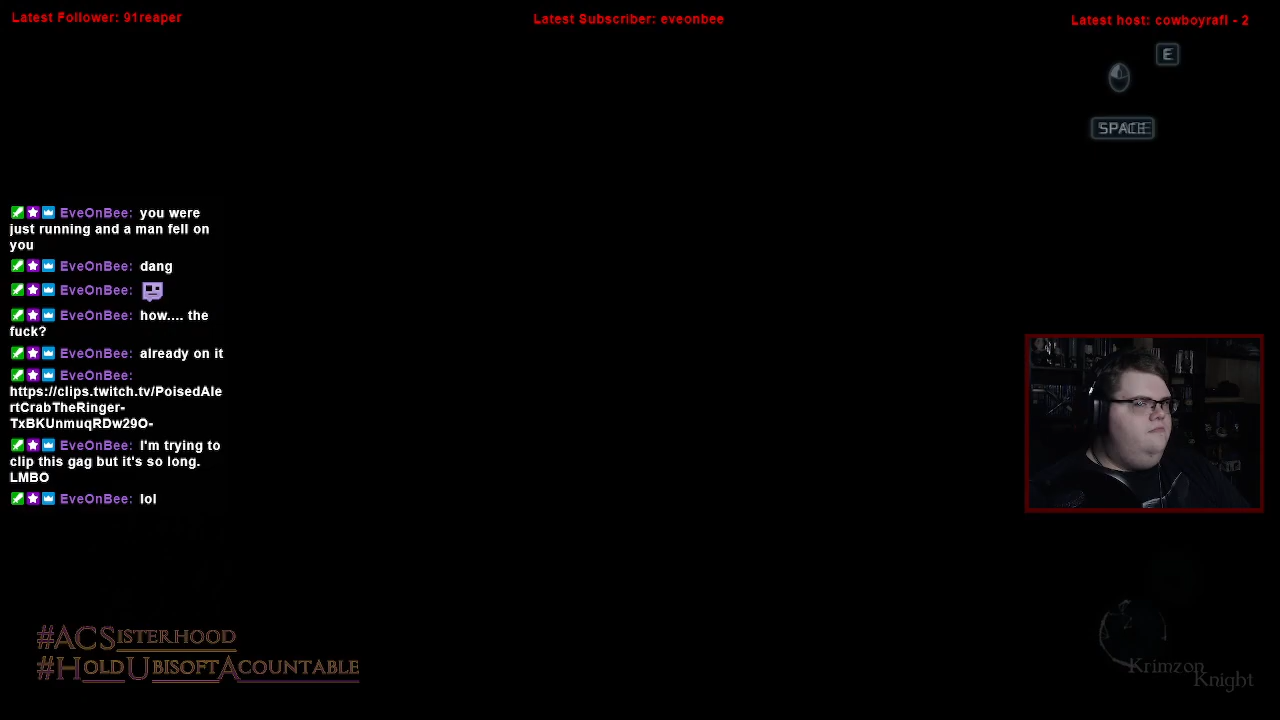 Latest Follower: 91reaper
Latest Subscriber: eveonbee
Latest host: cowboyrafl - 2
E
SPACE
EveOnBee: you were
just running and a man fell on
you
EveOnBee: dang
EveOnBee:
EveOnBee: how.... the
fuck?
EveOnBee: already on it
EveOnBee:
https://clips.twitch.tv/PoisedAle
rtCrabTheRinger-
TxBKUnmuqRDw29O-
EveOnBee: I'm trying to
clip this gag but it's so long.
LMBO
EveOnBee: lol
#ACSisterhood
#HoldUbisoftAcountable
Krimzon
Knight